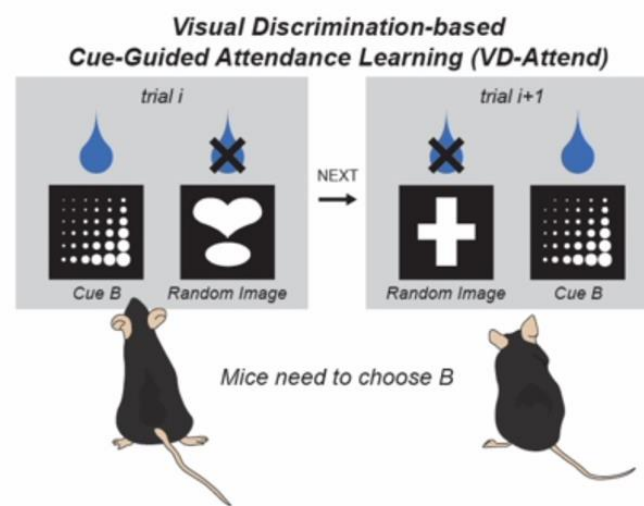 Visual Discrimination-based
Cue-Guided Attendance Learning (VD-Attend)
trial i
trial i+1
NEXT
Cue B
Random Image
Random Image
Cue B
Mice need to choose B